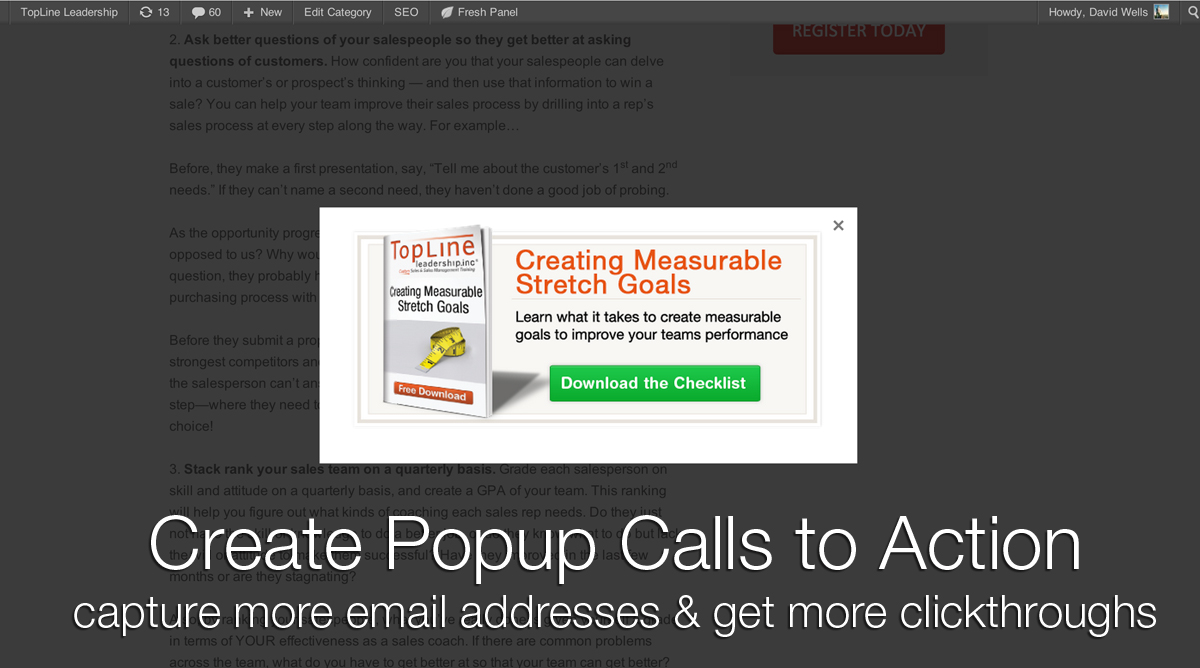 TopLine Leadership 13 60 New Edit Category SEO Fresh Panel Howdy, David Wells
REGISTER TODAY
2. Ask better questions of your salespeople so they get better at asking
questions of customers. How confident are you that your salespeople can delve
into a customer's or prospect's thinking — and then use that information to win a
sale? You can help your team improve their sales process by drilling into a rep's
sales process at every step along the way. For example…
Before, they make a first presentation, say, “Tell me about the customer's 1st and 2nd
needs.” If they can't name a second need, they haven't done a good job of probing.
As the opportunity progre
opposed to us? Why wou
question, they probably h
purchasing process with
Before they submit a prop
strongest competitors and
the salesperson can't ans
step—where they need to
choice!
TopLine
leadership,inc
Sales & Sales Management Training
Creating Measurable
Stretch Goals
Free Download
Creating Measurable
Stretch Goals
Learn what it takes to create measurable
goals to improve your teams performance
Download the Checklist
3. Stack rank your sales team on a quarterly basis. Grade each salesperson on
skill and attitude on a quarterly basis, and create a GPA of your team. This ranking
will help you figure out what kinds of coaching each sales rep needs. Do they just
Create Popup Calls to Action
months or are they stagnating?
capture more email addresses & get more clickthroughs
in terms of YOUR effectiveness as a sales coach. If there are common problems
across the team, what do you have to get better at so that your team can get better?